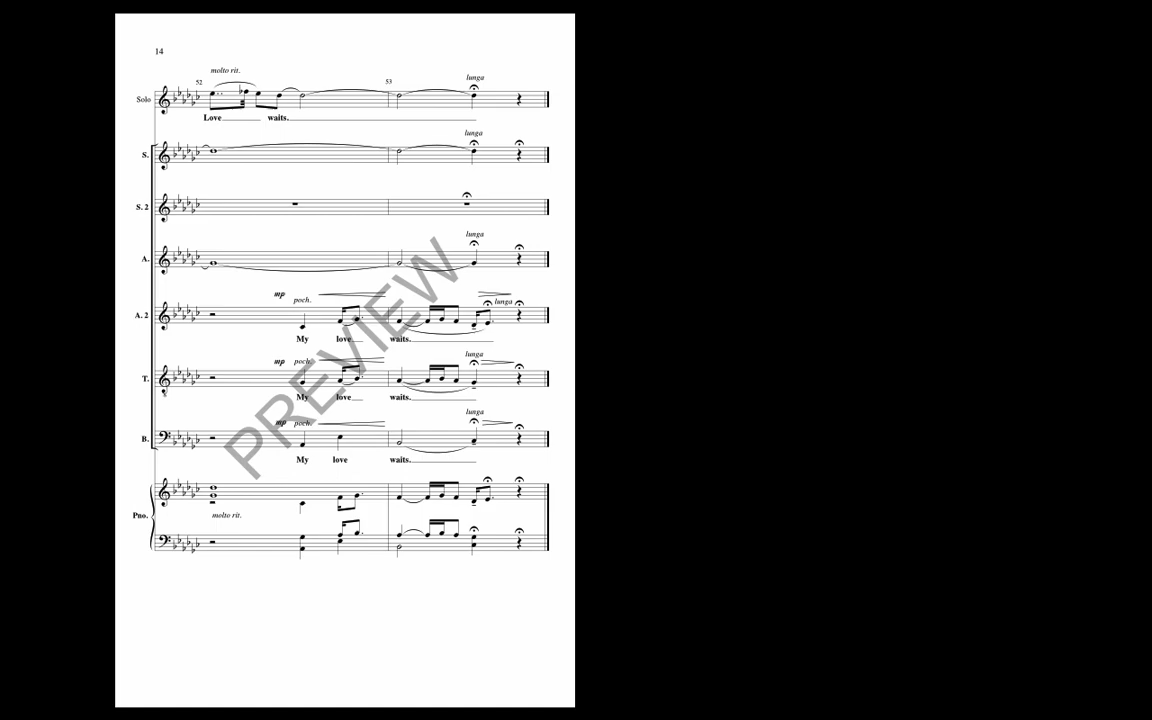 14
molto rit.
52
53
lunga
Solo
Love waits.
lunga
S.
S. 2
lunga
A.
mp
poch.
lunga
A. 2
My love waits.
mp
poch.
lunga
T.
My love waits.
mp
poch.
lunga
B.
My love waits.
Pno.
molto rit.
PREVIEW